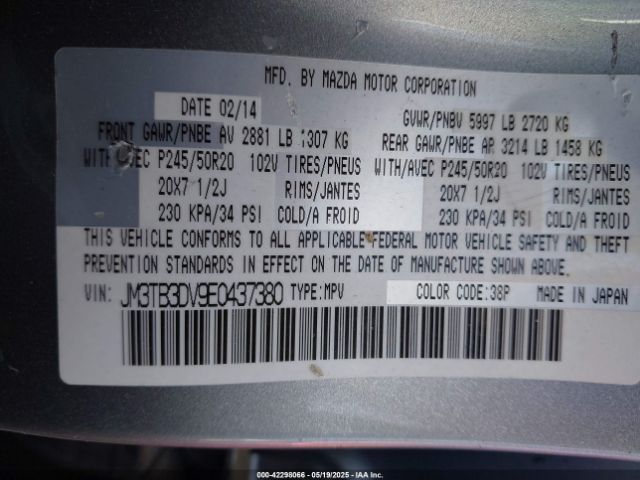 MFD. BY MAZDA MOTOR CORPORATION
DATE 02/14 GVWR/PNBV 5997 LB 2720 KG
FRONT GAWR/PNBE AV 2881 LB 1307 KG REAR GAWR/PNBE AR 3214 LB 1458 KG
WITH/AVEC P245/50R20 102V TIRES/PNEUS WITH/AVEC P245/50R20 102V TIRES/PNEUS
20X7 1/2J RIMS/JANTES 20X7 1/2J RIMS/JANTES
230 KPA/34 PSI COLD/A FROID 230 KPA/34 PSI COLD/A FROID
THIS VEHICLE CONFORMS TO ALL APPLICABLE FEDERAL MOTOR VEHICLE SAFETY AND THEFT
PREVENTION STANDARDS IN EFFECT ON THE DATE OF MANUFACTURE SHOWN ABOVE.
VIN: JM3TB3DV9E0437380 TYPE:MPV COLOR CODE:38P MADE IN JAPAN
000-42298066 - 05/19/2025 - IAA Inc.